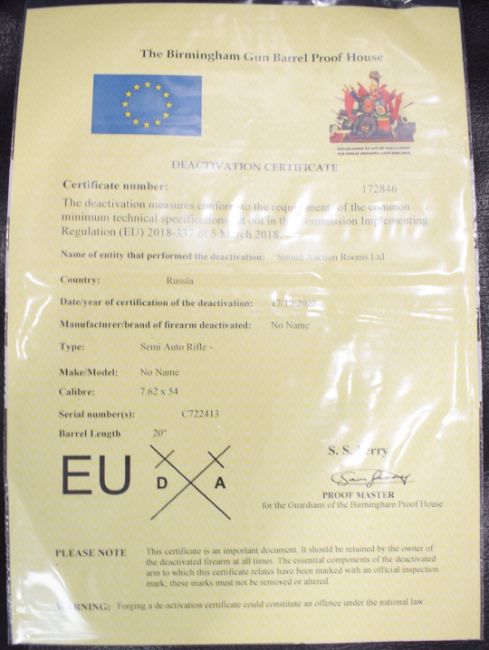 The Birmingham Gun Barrel Proof House
DEACTIVATION CERTIFICATE
Certificate number: 172846
The deactivation measures conform to the requirements of the common
minimum technical specifications set out in the Commission Implementing
Regulation (EU) 2018-337 of 5 March 2018.
Name of entity that performed the deactivation: Stroud Auction Rooms Ltd
Country: Russia
Date/year of certification of the deactivation:
Manufacturer/brand of firearm deactivated: No Name
Type: Semi Auto Rifle -
Make/Model: No Name
Calibre: 7.62 x 54
Serial number(s): C722413
Barrel Length 20"
EU D A
S. S.
PROOF MASTER
for the Guardians of the Birmingham Proof House
PLEASE NOTE This certificate is an important document. It should be retained by the owner of
the deactivated firearm at all times. The essential components of the deactivated
arm to which this certificate relates have been marked with an official inspection
mark; these marks must not be removed or altered.
WARNING: Forging a de-activation certificate could constitute an offence under the national law